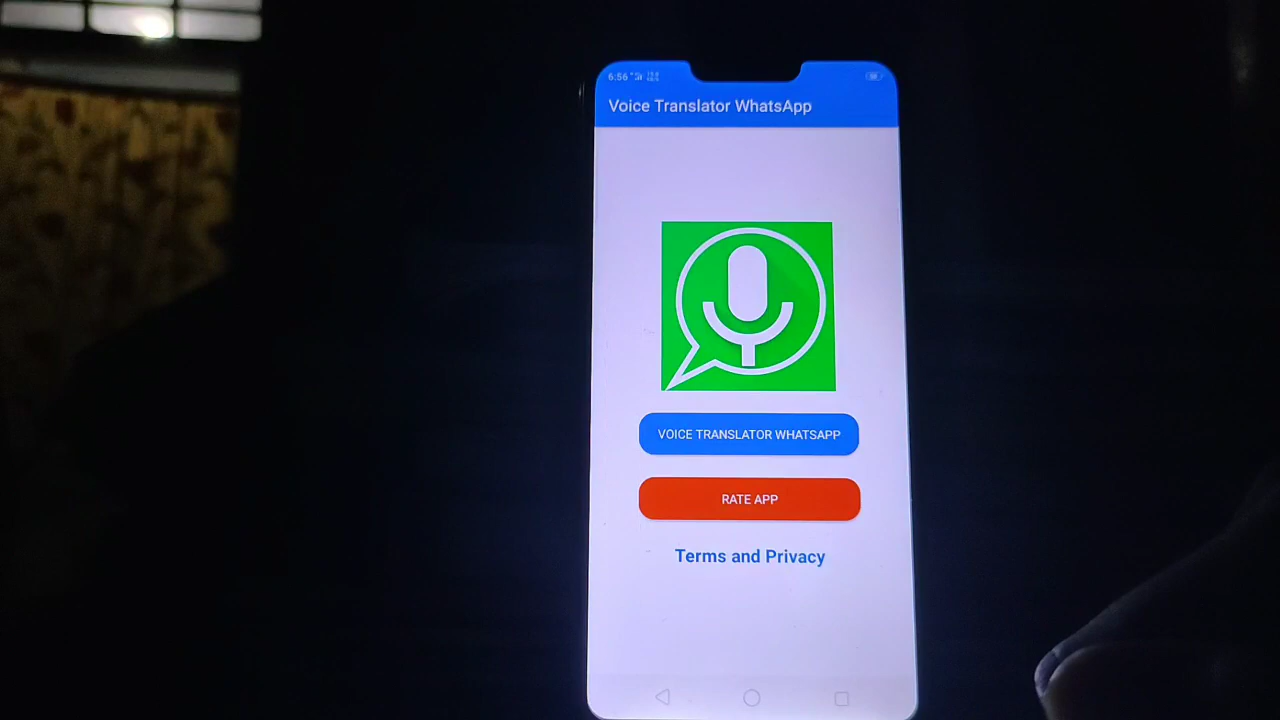 6:56
Voice Translator WhatsApp
VOICE TRANSLATOR WHATSAPP
RATE APP
Terms and Privacy